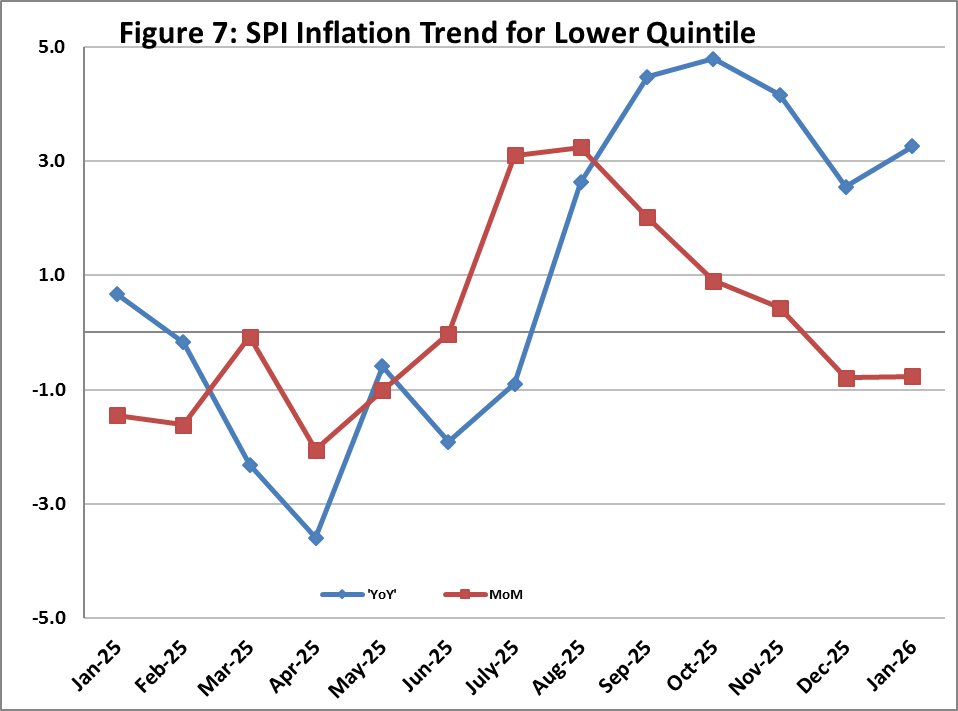 Figure 7: SPI Inflation Trend for Lower Quintile
5.0
3.0
1.0
-1.0
-3.0
-5.0
'YoY' MoM
Jan-25 Feb-25 Mar-25 Apr-25 May-25 Jun-25 July-25 Aug-25 Sep-25 Oct-25 Nov-25 Dec-25 Jan-26